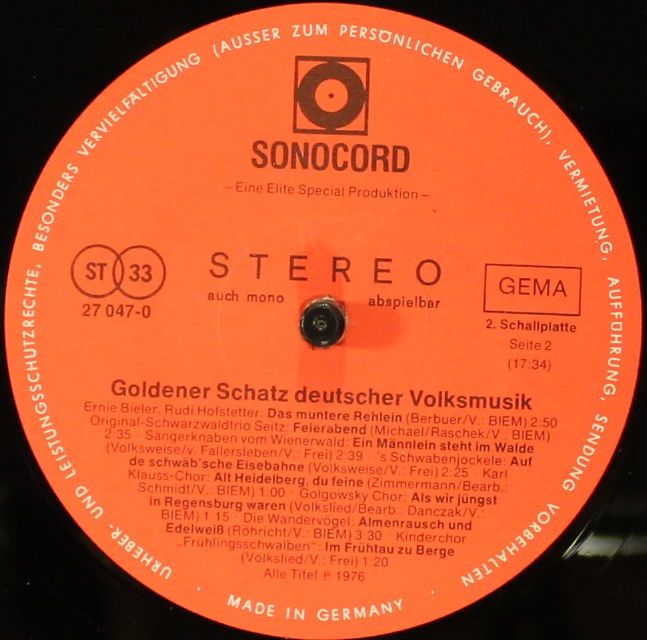 URHEBER- UND LEISTUNGSSCHUTZRECHTE, BESONDERS VERVIELFÄLTIGUNG (AUSSER ZUM PERSÖNLICHEN GEBRAUCH), VERMIETUNG, AUFFÜHRUNG, SENDUNG VORBEHALTEN
SONOCORD
– Eine Elite Special Produktion –
ST 33
27 047-0
STEREO
auch mono abspielbar
GEMA
2. Schallplatte
Seite 2
(17:34)
Goldener Schatz deutscher Volksmusik
Ernie Bieler, Rudi Hofstetter: Das muntere Rehlein (Berbuer/V.: BIEM) 2:50
Original-Schwarzwaldtrio Seitz: Feierabend (Michael/Raschek/V.: BIEM)
2:35 · Sängerknaben vom Wienerwald: Ein Männlein steht im Walde
(Volksweise/v. Fallersleben/V.: Frei) 2:39 · 's Schwabenjockele: Auf
de schwäb'sche Eisebahne (Volksweise/V.: Frei) 2:25 · Karl
Klauss-Chor: Alt Heidelberg, du feine (Zimmermann/Bearb.:
Schmidt/V.: BIEM) 1:00 · Golgowsky Chor: Als wir jüngst
in Regensburg waren (Volkslied/Bearb.: Danczak/V.:
BIEM) 1:15 · Die Wandervögel: Almenrausch und
Edelweiß (Röhricht/V.: BIEM) 3:30 · Kinderchor
„Frühlingsschwalben": Im Frühtau zu Berge
(Volkslied/V.: Frei) 1:20
Alle Titel ℗ 1976
· MADE IN GERMANY ·